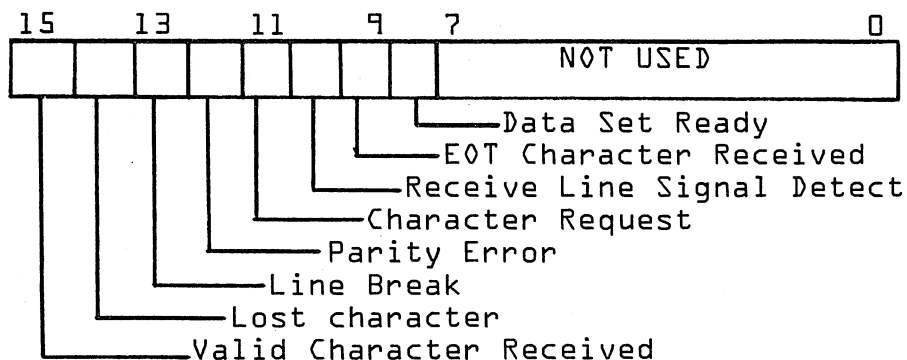 15 13 11 9 7 0
NOT USED
Data Set Ready
EOT Character Received
Receive Line Signal Detect
Character Request
Parity Error
Line Break
Lost character
Valid Character Received